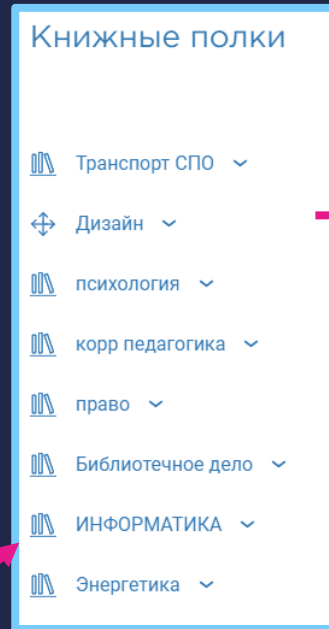 Книжные полки
Транспорт СПО
Дизайн
психология
корр педагогика
право
Библиотечное дело
ИНФОРМАТИКА
Энергетика